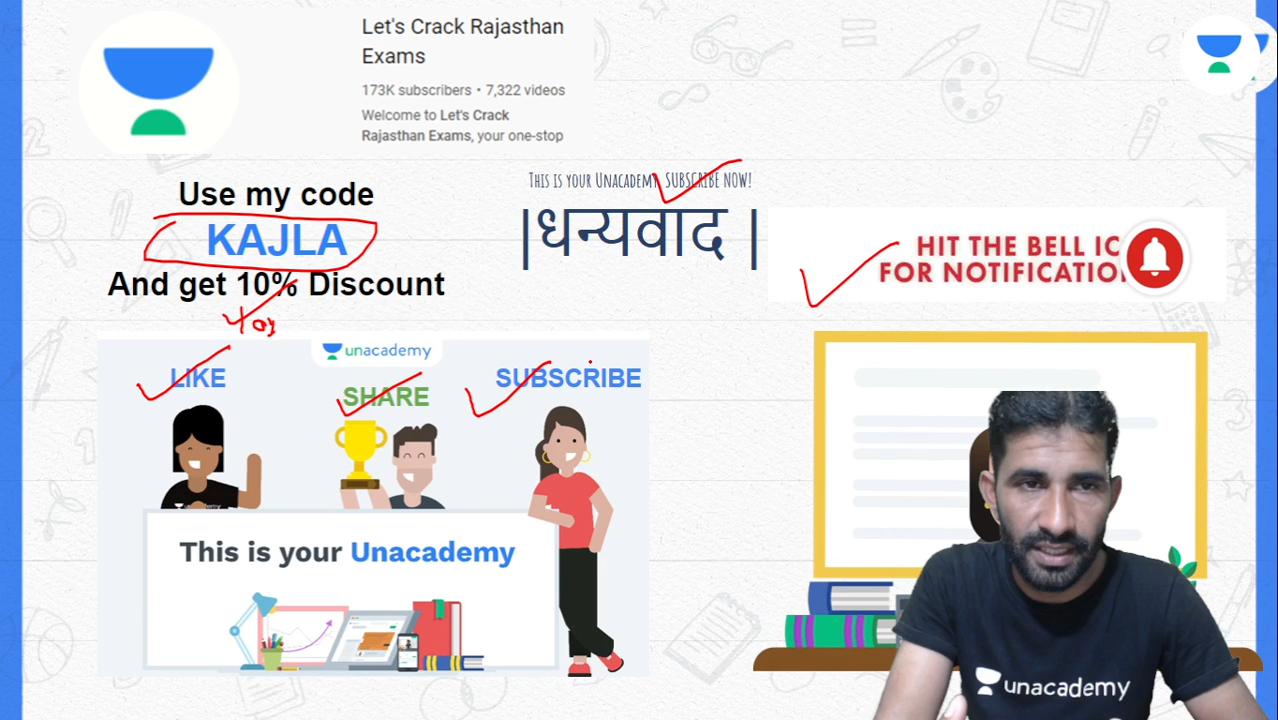 Let's Crack Rajasthan
Exams
173K subscribers • 7,322 videos
Welcome to Let's Crack
Rajasthan Exams, your one-stop
Use my code
KAJLA
And get 10% Discount
This is your Unacademy SUBSCRIBE NOW!
|धन्यवाद |
HIT THE BELL IC
FOR NOTIFICATION
unacademy
LIKE
SHARE
SUBSCRIBE
unacademy
This is your Unacademy
unacademy